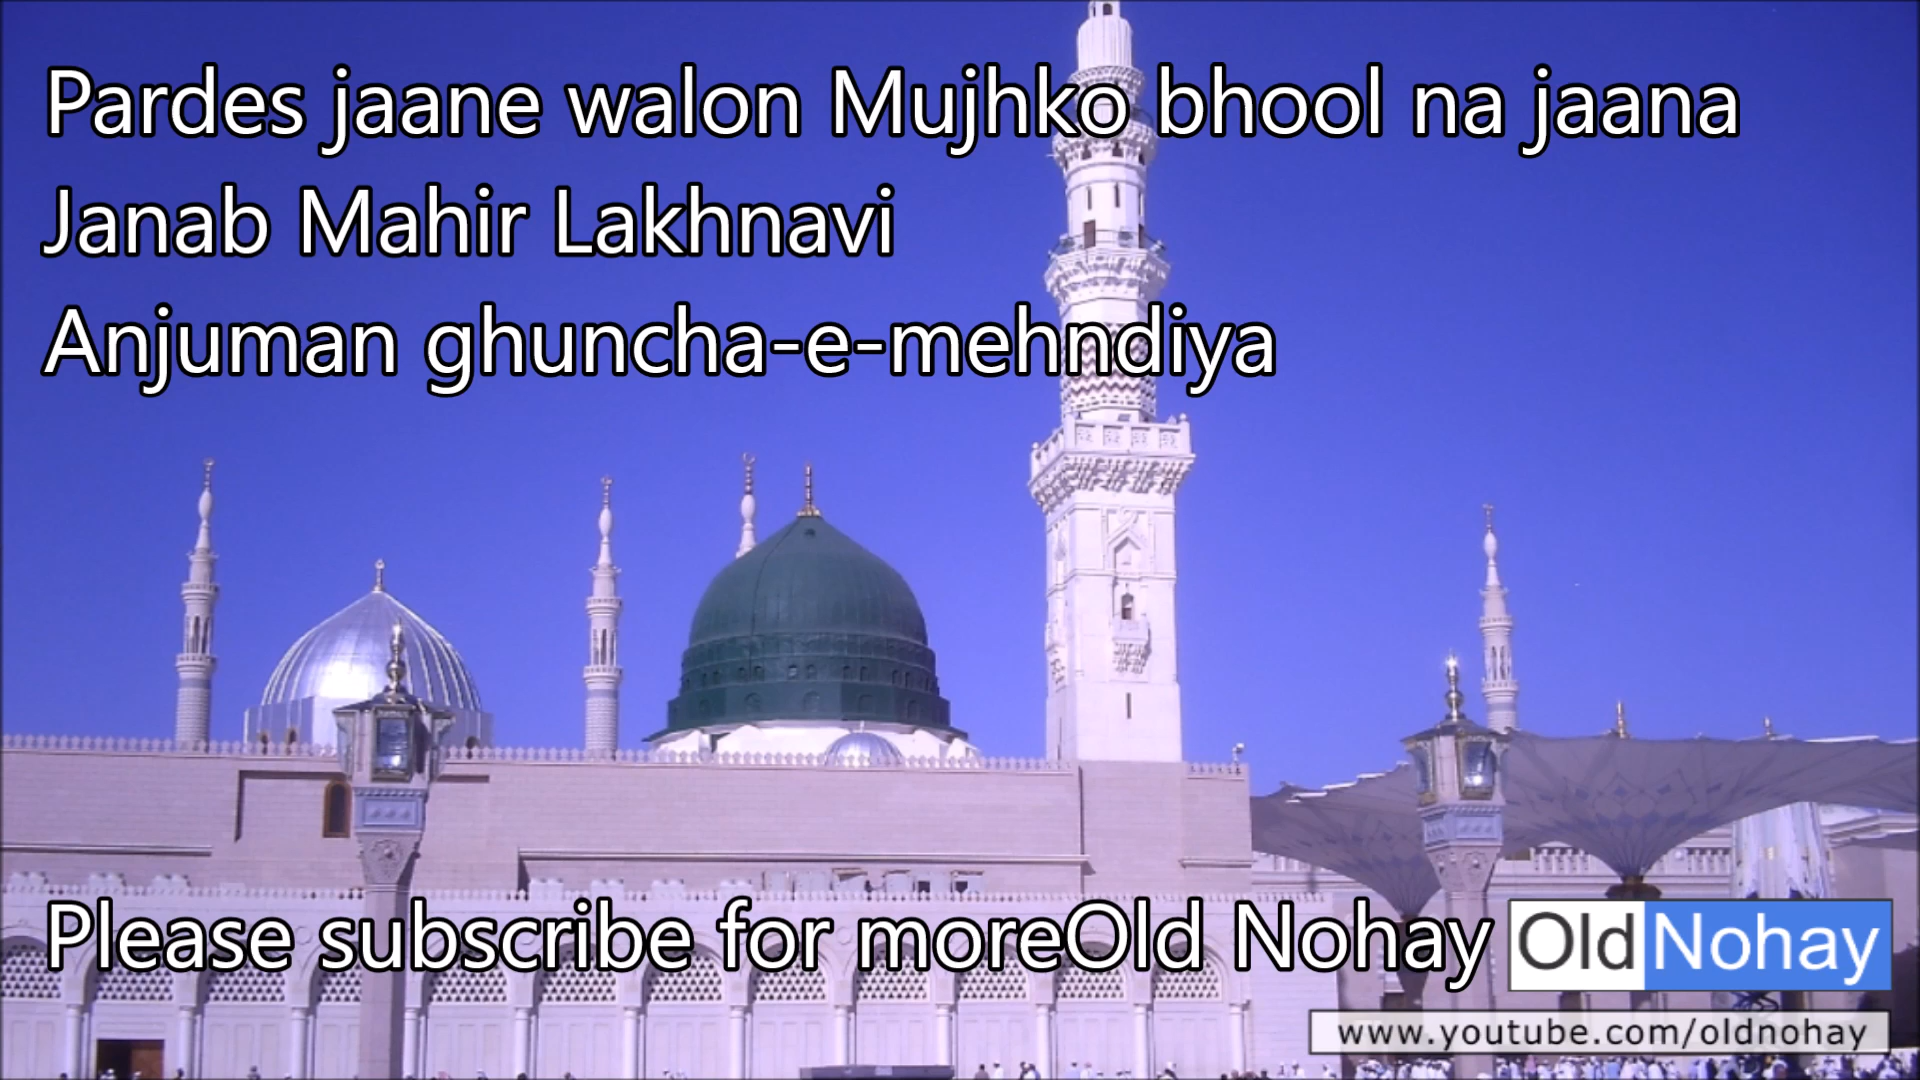 Pardes jaane walon Mujhko bhool na jaana
Janab Mahir Lakhnavi
Anjuman ghuncha-e-mehndiya
Please subscribe for moreOld Nohay OldNohay
www.youtube.com/oldnohay